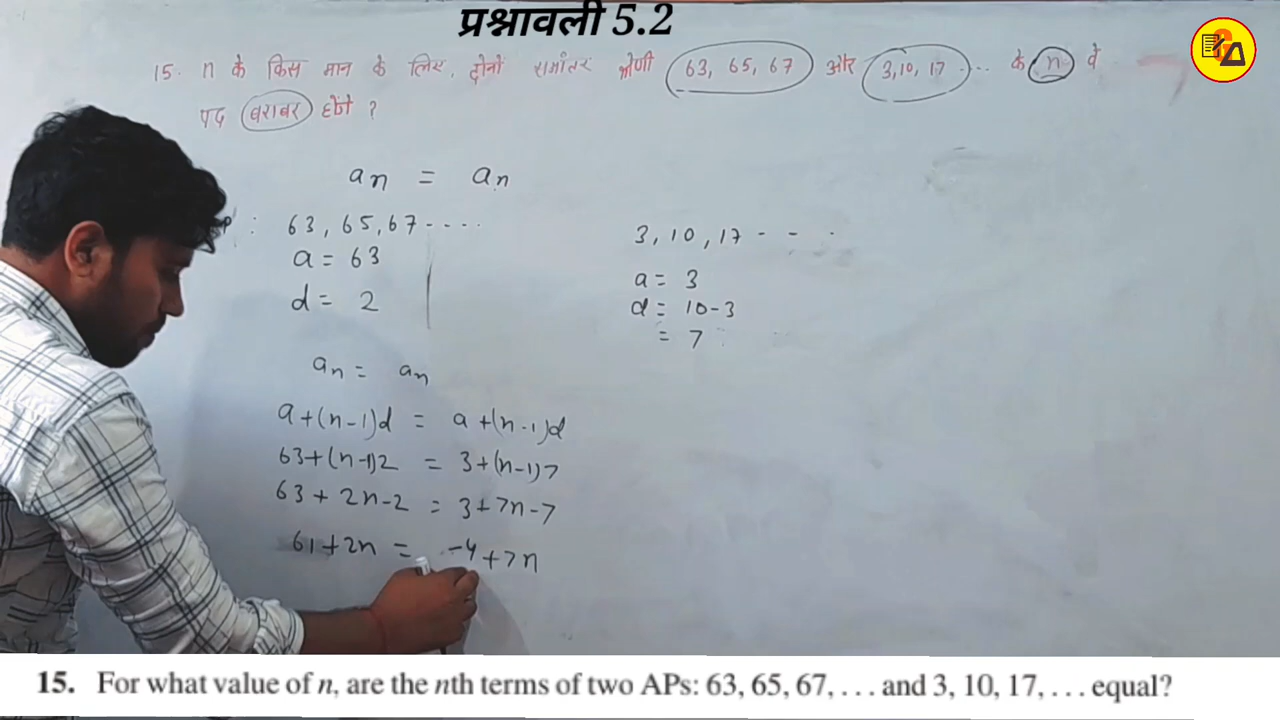 प्रश्नावली 5.2
15. n के किस मान के लिए, दोनों समांतर श्रेणी 63, 65, 67 और 3, 10, 17 ... के n वें
पद बराबर होंगे ?
an = an
: 63, 65, 67 ....
a = 63
d = 2
3, 10, 17 - - .
a = 3
d = 10-3
= 7
an = an
a+(n-1)d = a+(n-1)d
63+(n-1)2 = 3+(n-1)7
63+2n-2 = 3+7n-7
61+2n = -4+7n
15. For what value of n, are the nth terms of two APs: 63, 65, 67, . . . and 3, 10, 17, . . . equal?